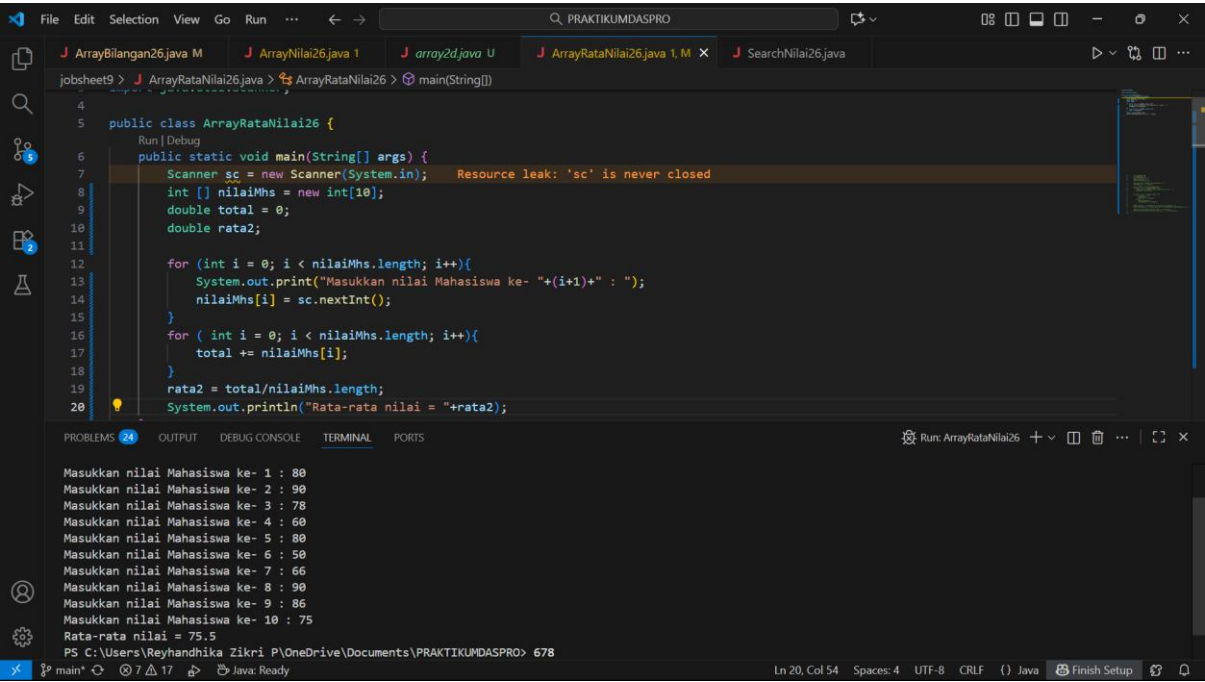 File Edit Selection View Go Run ··· ← → PRAKTIKUMDASPRO
J ArrayBilangan26.java M J ArrayNilai26.java 1 J array2d.java U J ArrayRataNilai26.java 1, M × J SearchNilai26.java
jobsheet9 > J ArrayRataNilai26.java > ArrayRataNilai26 > main(String[])
4
5 public class ArrayRataNilai26 {
Run | Debug
6 public static void main(String[] args) {
7 Scanner sc = new Scanner(System.in); Resource leak: 'sc' is never closed
8 int [] nilaiMhs = new int[10];
9 double total = 0;
10 double rata2;
11
12 for (int i = 0; i < nilaiMhs.length; i++){
13 System.out.print("Masukkan nilai Mahasiswa ke- "+(i+1)+" : ");
14 nilaiMhs[i] = sc.nextInt();
15 }
16 for ( int i = 0; i < nilaiMhs.length; i++){
17 total += nilaiMhs[i];
18 }
19 rata2 = total/nilaiMhs.length;
20 System.out.println("Rata-rata nilai = "+rata2);
PROBLEMS 24 OUTPUT DEBUG CONSOLE TERMINAL PORTS Run: ArrayRataNilai26
Masukkan nilai Mahasiswa ke- 1 : 80
Masukkan nilai Mahasiswa ke- 2 : 90
Masukkan nilai Mahasiswa ke- 3 : 78
Masukkan nilai Mahasiswa ke- 4 : 60
Masukkan nilai Mahasiswa ke- 5 : 80
Masukkan nilai Mahasiswa ke- 6 : 50
Masukkan nilai Mahasiswa ke- 7 : 66
Masukkan nilai Mahasiswa ke- 8 : 90
Masukkan nilai Mahasiswa ke- 9 : 86
Masukkan nilai Mahasiswa ke- 10 : 75
Rata-rata nilai = 75.5
PS C:\Users\Reyhandhika Zikri P\OneDrive\Documents\PRAKTIKUMDASPRO> 678
5
2
main* 7 17 Java: Ready Ln 20, Col 54 Spaces: 4 UTF-8 CRLF {} Java Finish Setup